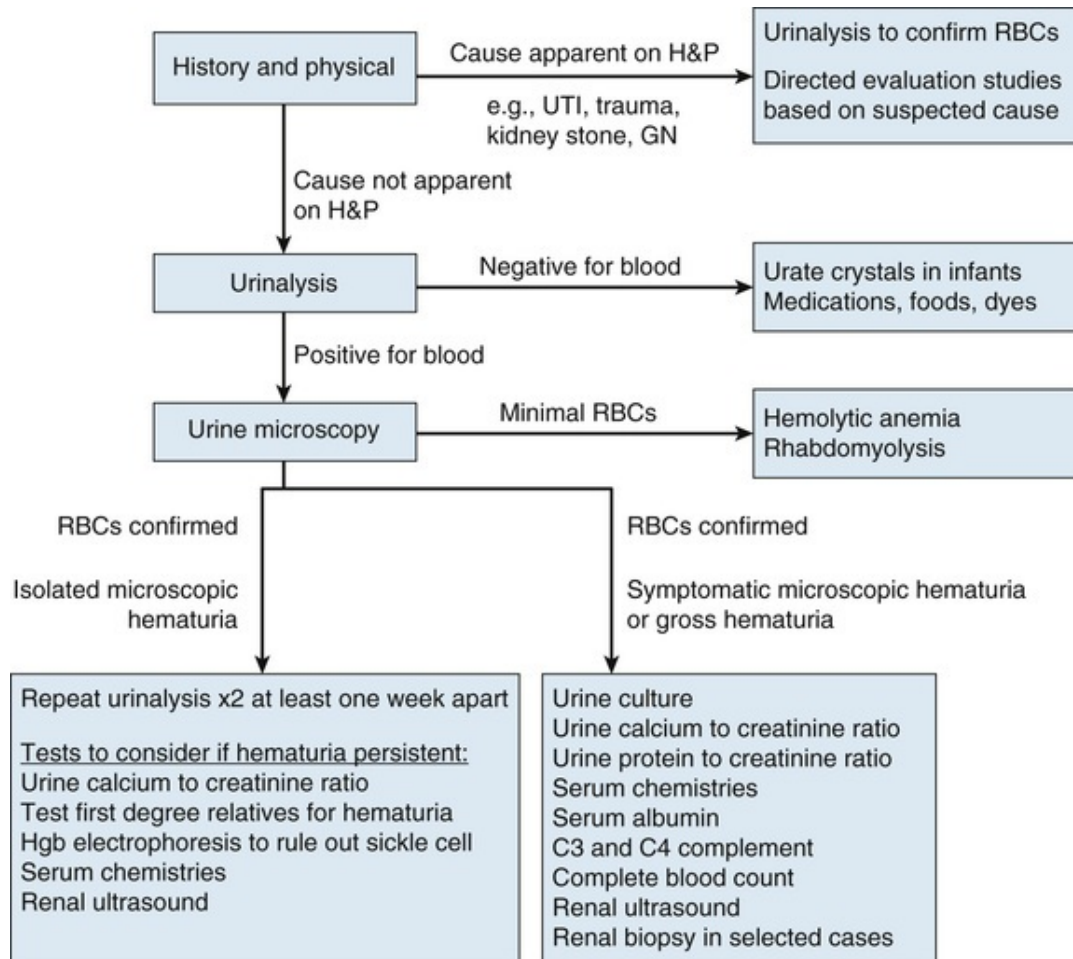 History and physical
Cause apparent on H&P
e.g., UTI, trauma,
kidney stone, GN
Urinalysis to confirm RBCs
Directed evaluation studies
based on suspected cause
Cause not apparent
on H&P
Urinalysis
Negative for blood
Urate crystals in infants
Medications, foods, dyes
Positive for blood
Urine microscopy
Minimal RBCs
Hemolytic anemia
Rhabdomyolysis
RBCs confirmed
Isolated microscopic
hematuria
RBCs confirmed
Symptomatic microscopic hematuria
or gross hematuria
Repeat urinalysis x2 at least one week apart
Tests to consider if hematuria persistent:
Urine calcium to creatinine ratio
Test first degree relatives for hematuria
Hgb electrophoresis to rule out sickle cell
Serum chemistries
Renal ultrasound
Urine culture
Urine calcium to creatinine ratio
Urine protein to creatinine ratio
Serum chemistries
Serum albumin
C3 and C4 complement
Complete blood count
Renal ultrasound
Renal biopsy in selected cases